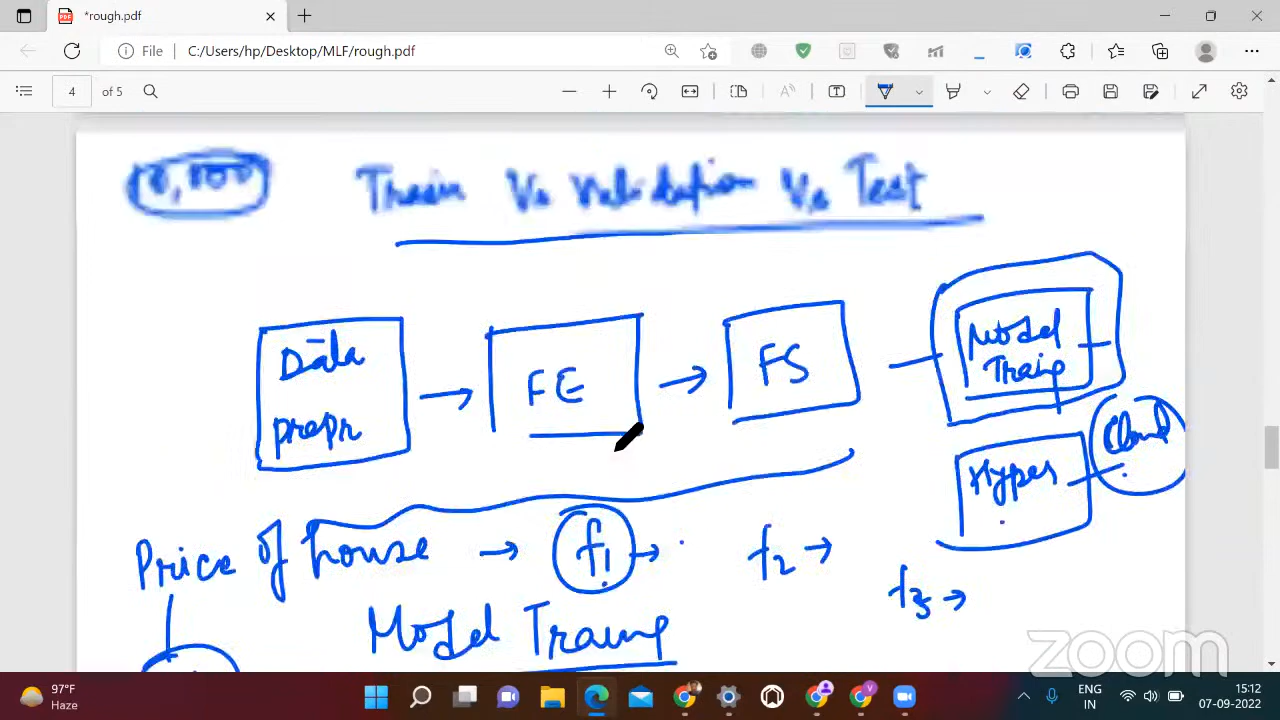 *rough.pdf
File C:/Users/hp/Desktop/MLF/rough.pdf
4 of 5
Train Vs Validation Vs Test
Data prepr → FE → FS Model Traing
Hyper Cloud
Price of house → f1 → f2 →
f3 →
Model Traing
zoom
97°F
Haze
ENG
IN
15:12
07-09-2022